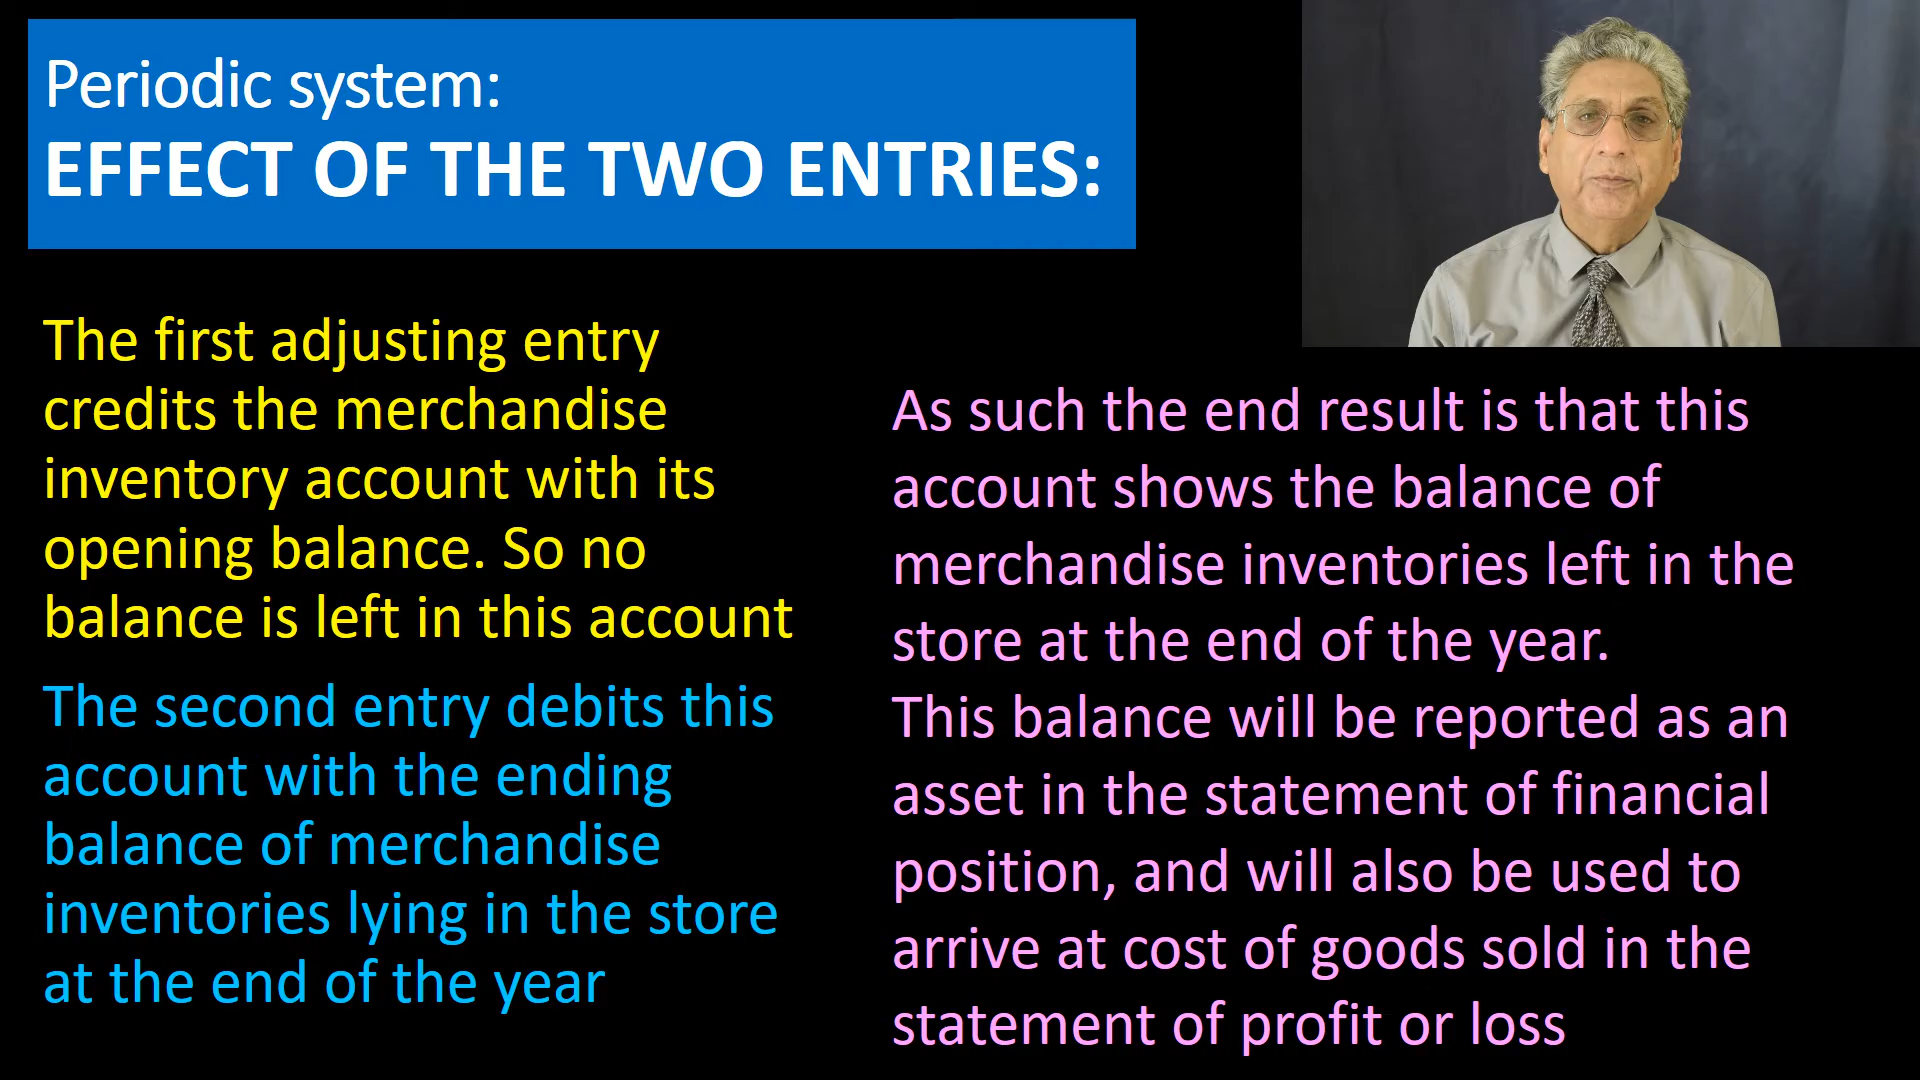 Periodic system:
EFFECT OF THE TWO ENTRIES:
The first adjusting entry
credits the merchandise
inventory account with its
opening balance. So no
balance is left in this account
The second entry debits this
account with the ending
balance of merchandise
inventories lying in the store
at the end of the year
As such the end result is that this
account shows the balance of
merchandise inventories left in the
store at the end of the year.
This balance will be reported as an
asset in the statement of financial
position, and will also be used to
arrive at cost of goods sold in the
statement of profit or loss